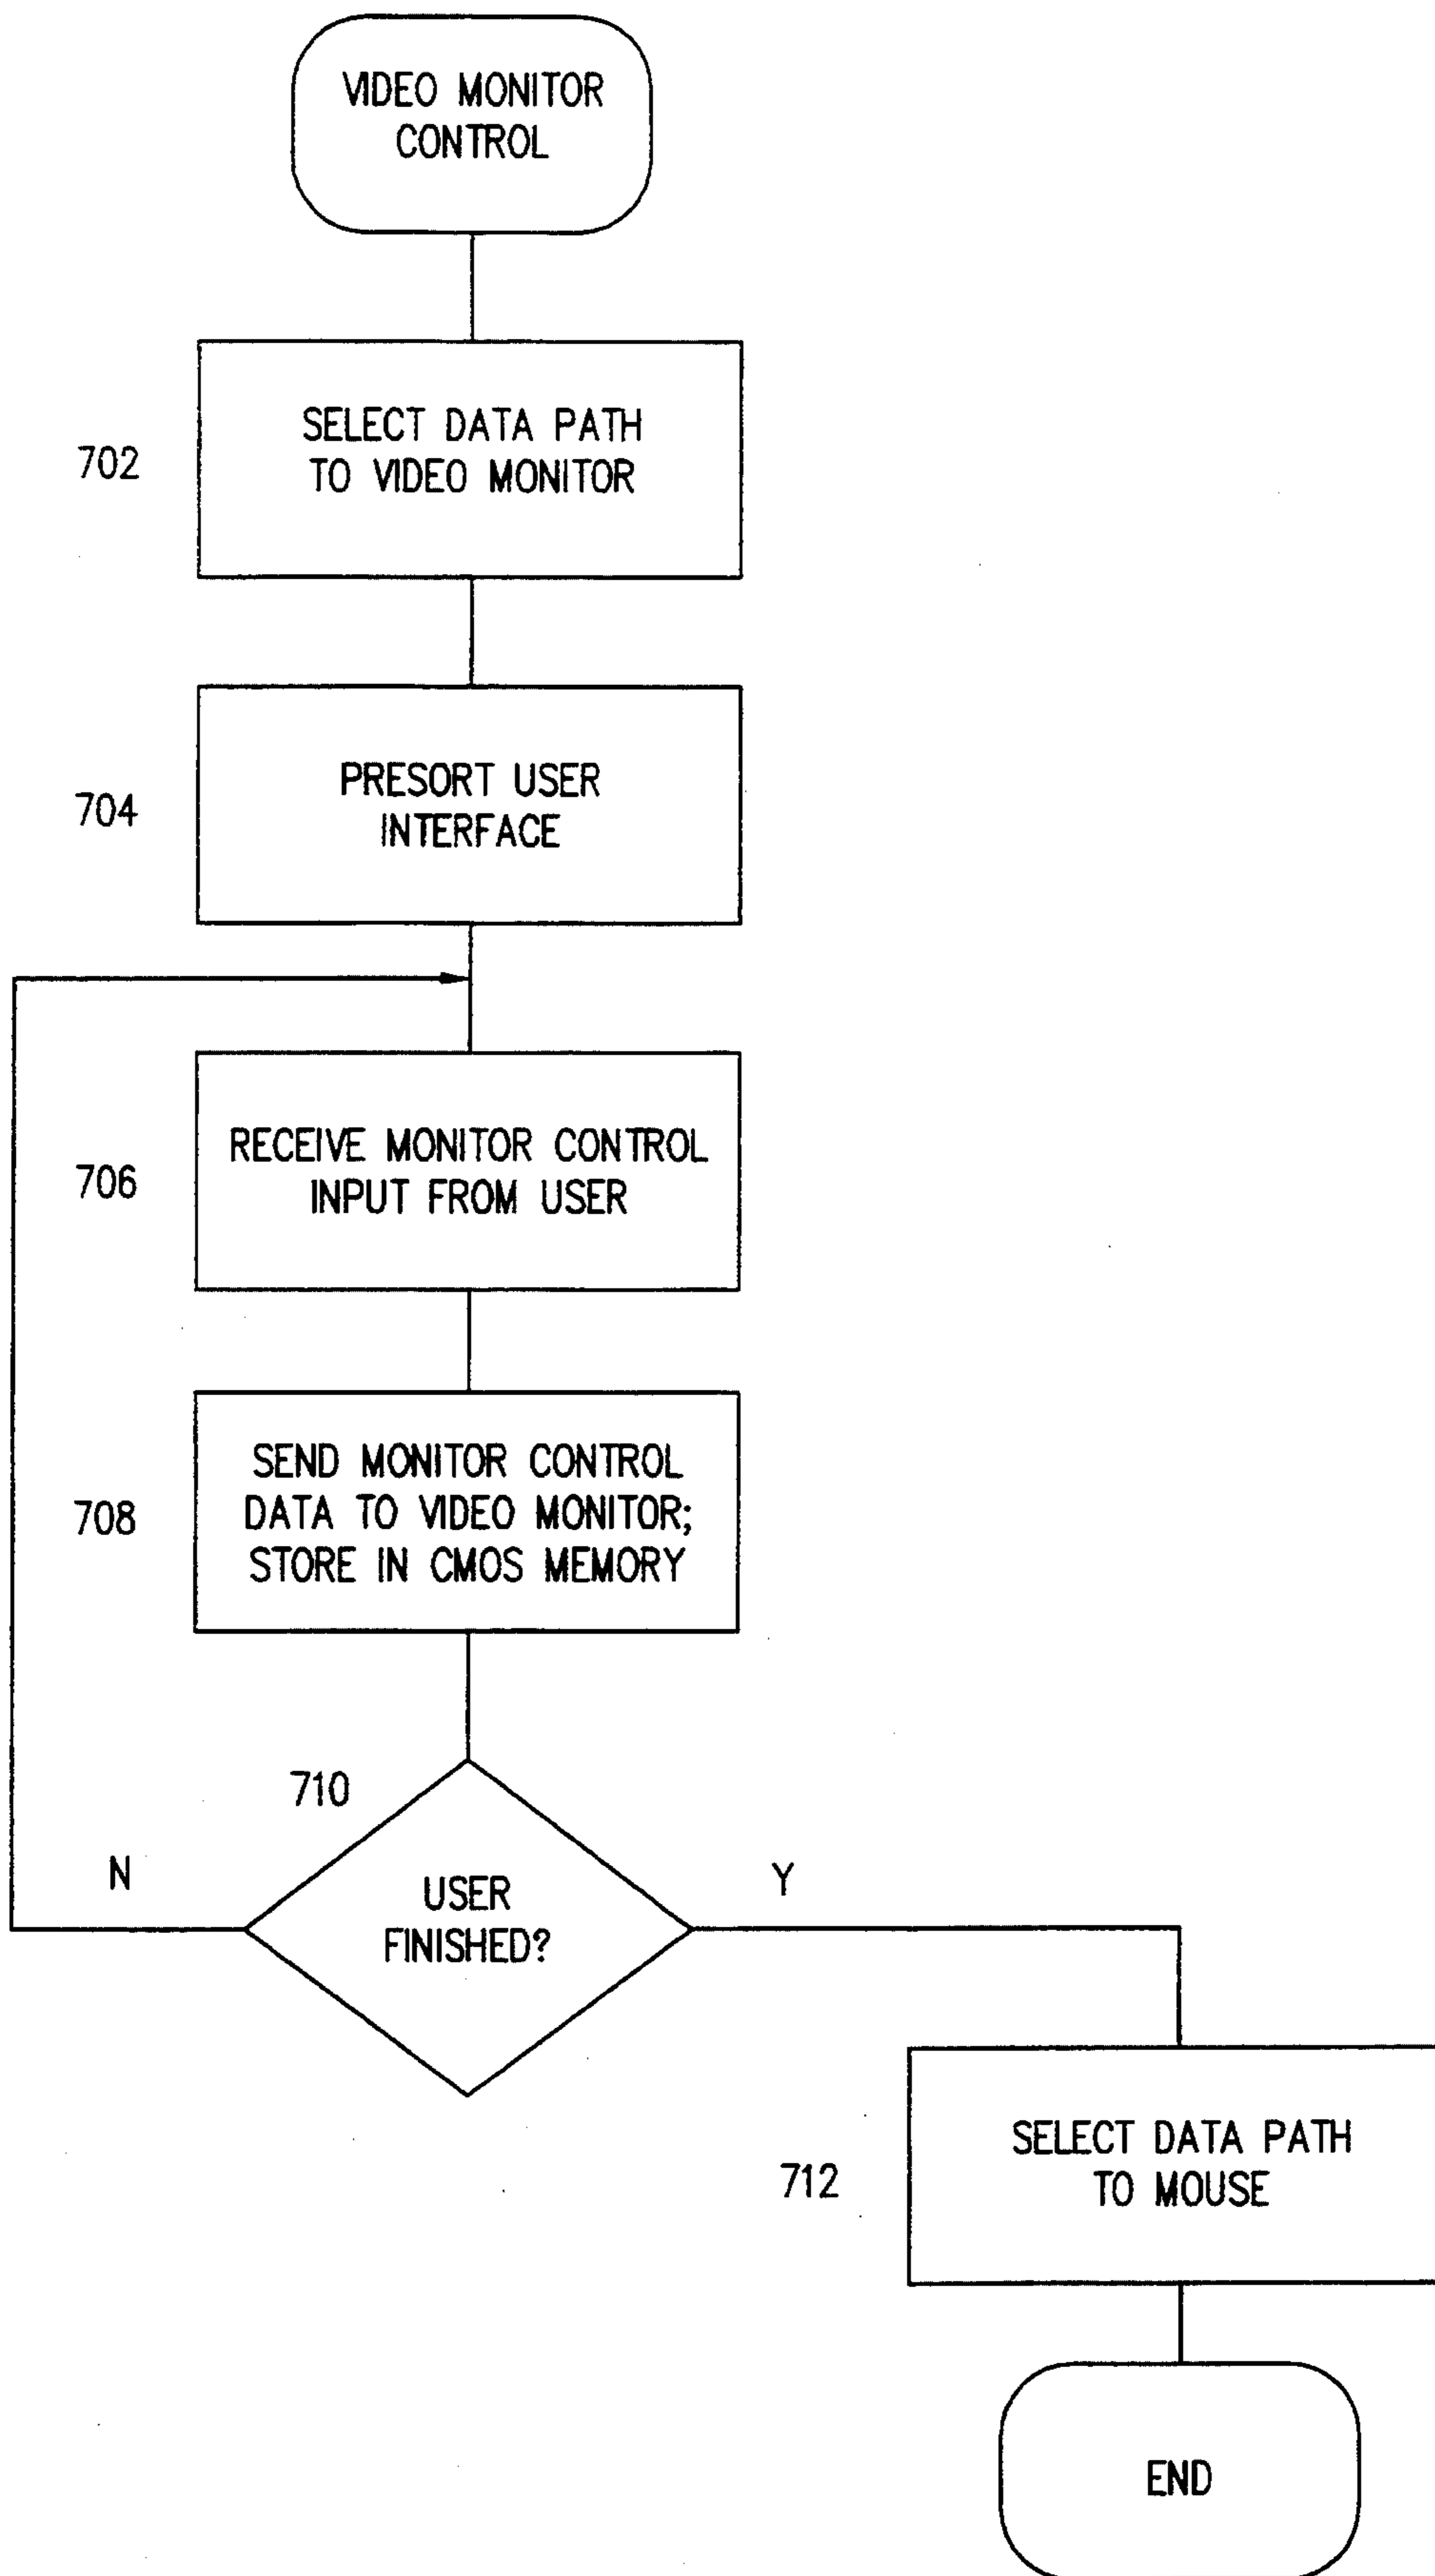 VIDEO MONITOR
CONTROL
702
SELECT DATA PATH
TO VIDEO MONITOR
704
PRESORT USER
INTERFACE
706
RECEIVE MONITOR CONTROL
INPUT FROM USER
708
SEND MONITOR CONTROL
DATA TO VIDEO MONITOR;
STORE IN CMOS MEMORY
710
N
USER
FINISHED?
Y
712
SELECT DATA PATH
TO MOUSE
END